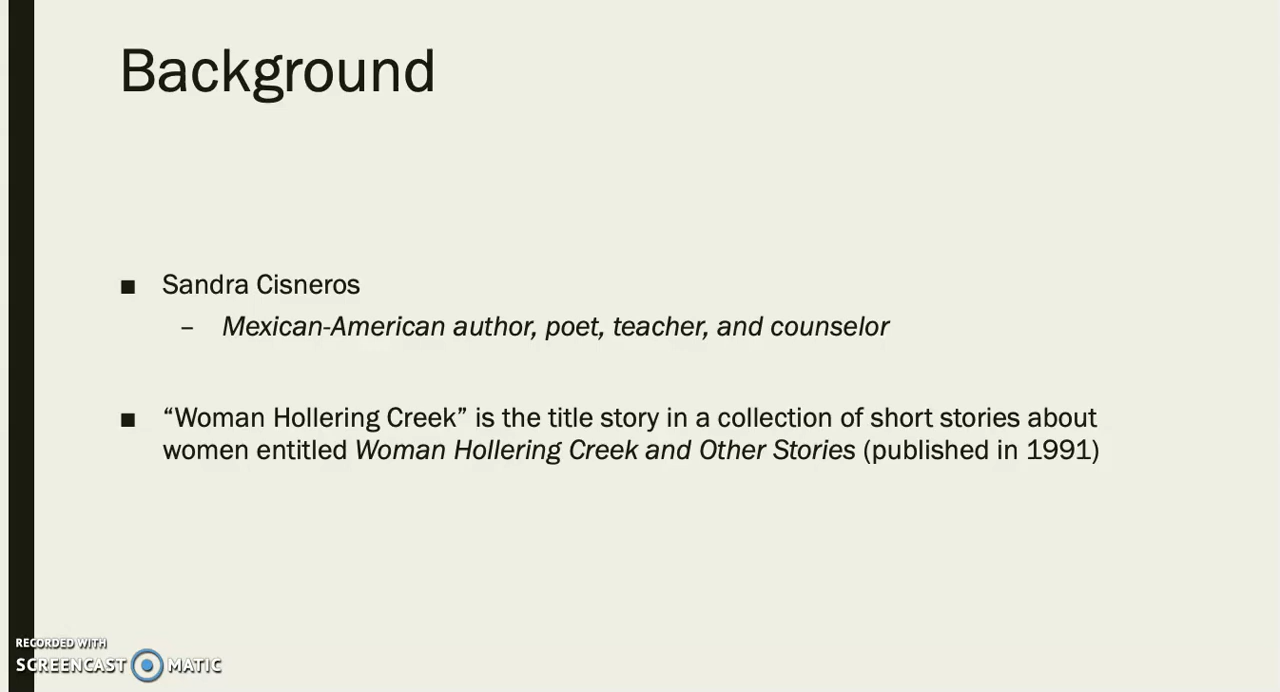 Background
■ Sandra Cisneros
– Mexican-American author, poet, teacher, and counselor
■ “Woman Hollering Creek” is the title story in a collection of short stories about
women entitled Woman Hollering Creek and Other Stories (published in 1991)
RECORDED WITH
SCREENCAST MATIC